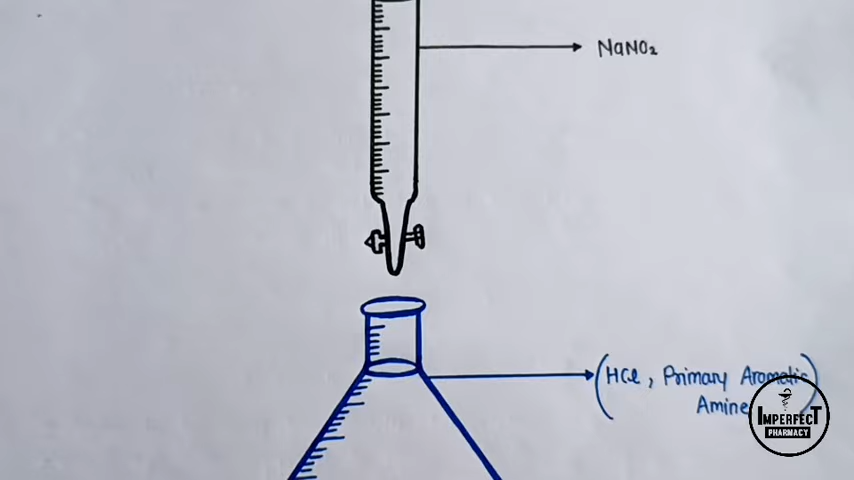 NaNO₂
(HCl, Primary Aromatic
Amine)
IMPERFECT
PHARMACY